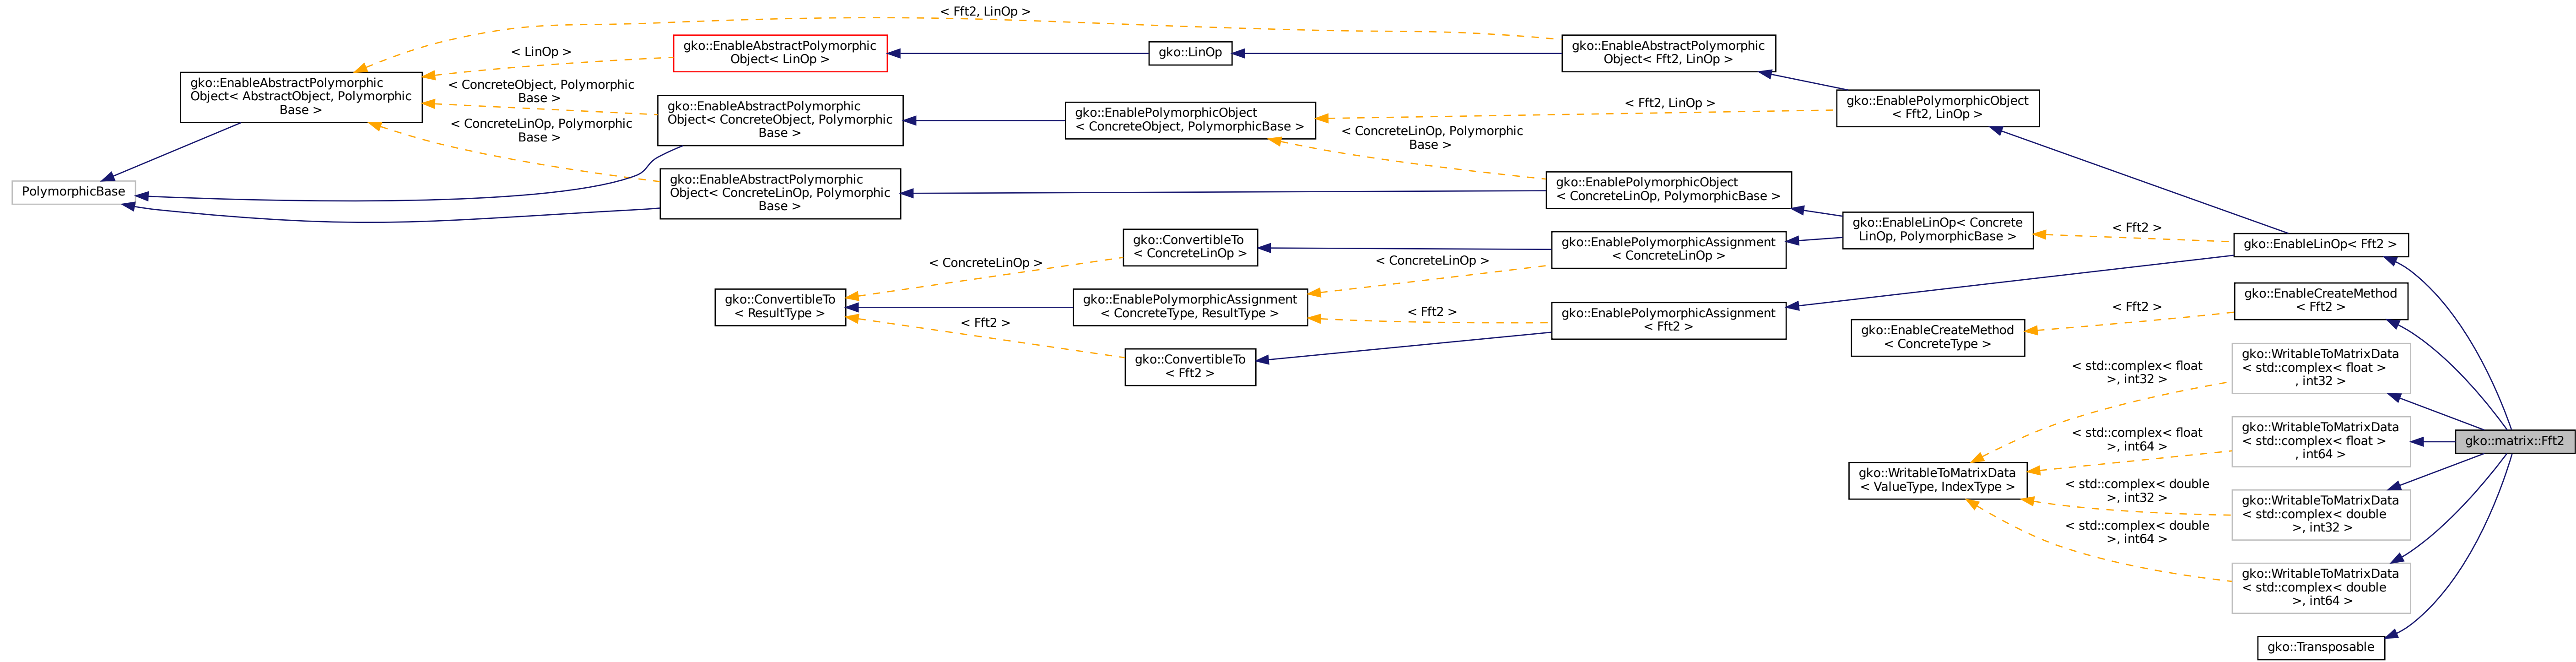 < Fft2, LinOp >
gko::EnableAbstractPolymorphic
Object< LinOp >
gko::LinOp
gko::EnableAbstractPolymorphic
Object< Fft2, LinOp >
< LinOp >
gko::EnableAbstractPolymorphic
Object< AbstractObject, Polymorphic
Base >
< ConcreteObject, Polymorphic
Base >
gko::EnableAbstractPolymorphic
Object< ConcreteObject, Polymorphic
Base >
gko::EnablePolymorphicObject
< ConcreteObject, PolymorphicBase >
< Fft2, LinOp >
gko::EnablePolymorphicObject
< Fft2, LinOp >
< ConcreteLinOp, Polymorphic
Base >
< ConcreteLinOp, Polymorphic
Base >
PolymorphicBase
gko::EnableAbstractPolymorphic
Object< ConcreteLinOp, Polymorphic
Base >
gko::EnablePolymorphicObject
< ConcreteLinOp, PolymorphicBase >
gko::EnableLinOp< Concrete
LinOp, PolymorphicBase >
< Fft2 >
gko::EnableLinOp< Fft2 >
gko::ConvertibleTo
< ConcreteLinOp >
gko::EnablePolymorphicAssignment
< ConcreteLinOp >
< ConcreteLinOp >
< ConcreteLinOp >
gko::ConvertibleTo
< ResultType >
gko::EnablePolymorphicAssignment
< ConcreteType, ResultType >
< Fft2 >
gko::EnablePolymorphicAssignment
< Fft2 >
< Fft2 >
gko::ConvertibleTo
< Fft2 >
gko::EnableCreateMethod
< ConcreteType >
< Fft2 >
gko::EnableCreateMethod
< Fft2 >
< std::complex< float
>, int32 >
gko::WritableToMatrixData
< std::complex< float >
, int32 >
< std::complex< float
>, int64 >
gko::WritableToMatrixData
< std::complex< float >
, int64 >
gko::matrix::Fft2
gko::WritableToMatrixData
< ValueType, IndexType >
< std::complex< double
>, int32 >
gko::WritableToMatrixData
< std::complex< double
>, int32 >
< std::complex< double
>, int64 >
gko::WritableToMatrixData
< std::complex< double
>, int64 >
gko::Transposable